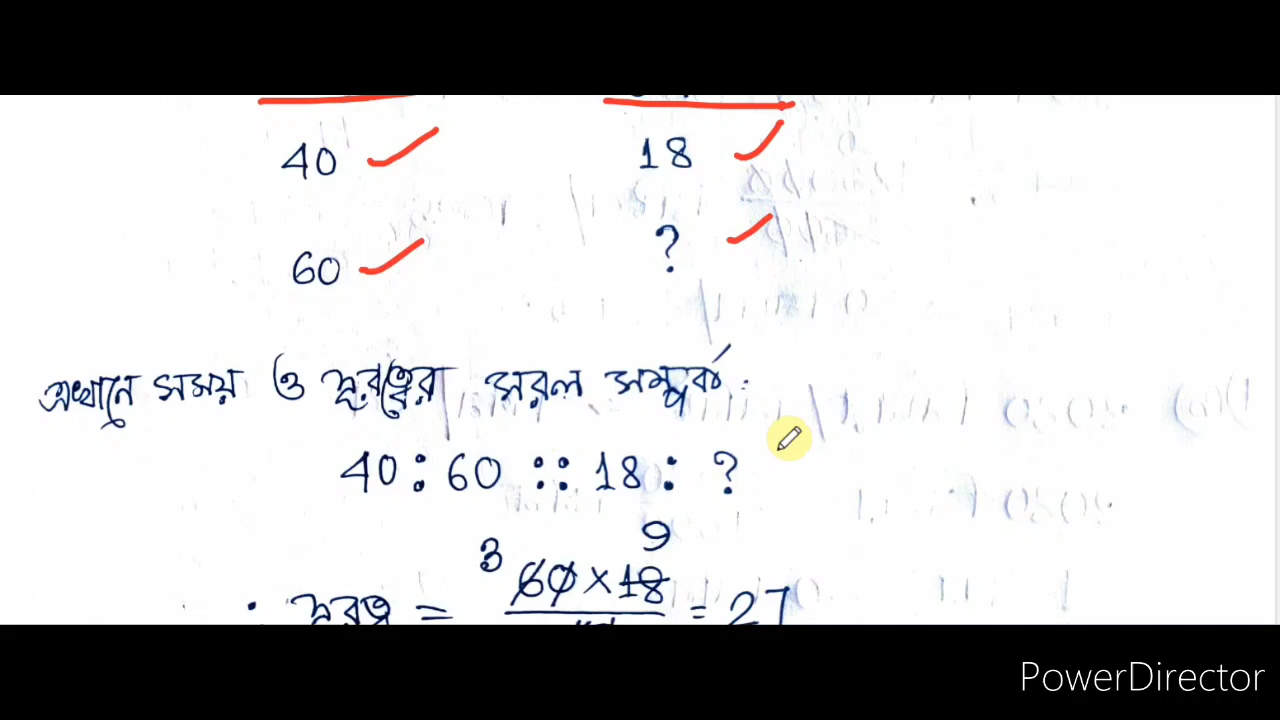 40 18
60 ?
এখানে সময় ও দূরত্বের সরল সম্পর্ক.
40 : 60 :: 18 : ?
3 9
∴ দূরত্ব = 60 × 18 = 27
PowerDirector